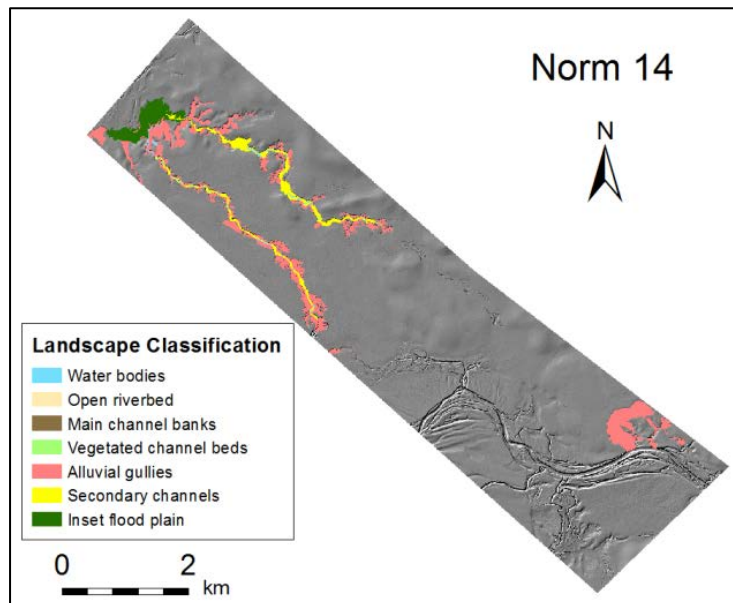 Norm 14
N
Landscape Classification
Water bodies
Open riverbed
Main channel banks
Vegetated channel beds
Alluvial gullies
Secondary channels
Inset flood plain
0 2
km